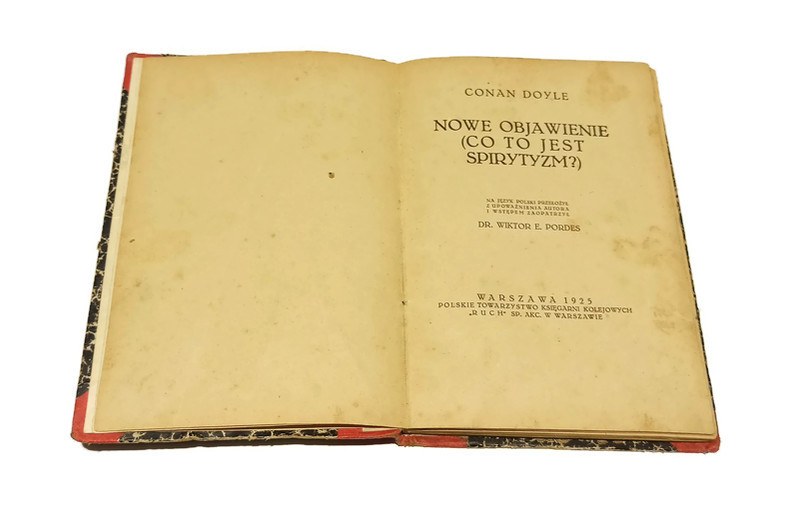 CONAN DOYLE
NOWE OBJAWIENIE
(CO TO JEST
SPIRYTYZM?)
NA JĘZYK POLSKI PRZEŁOŻYŁ
Z UPOWAŻNIENIA AUTORA
I WSTĘPEM ZAOPATRZYŁ
DR. WIKTOR E. PORDES
WARSZAWA 1925
POLSKIE TOWARZYSTWO KSIĘGARNI KOLEJOWYCH
„RUCH" SP. AKC. W WARSZAWIE